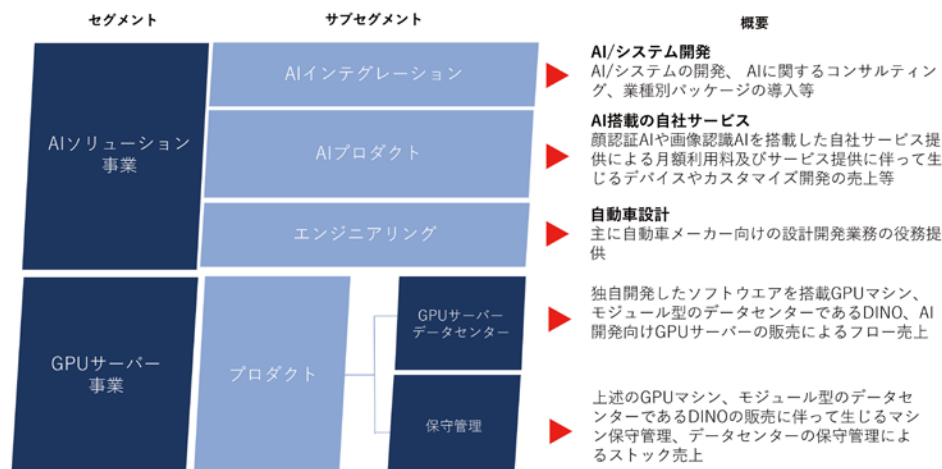 セグメント
サブセグメント
概要
AIソリューション
事業
AIインテグレーション
AI/システム開発
AI/システムの開発、 AIに関するコンサルティン
グ、業種別パッケージの導入等
AIプロダクト
AI搭載の自社サービス
顔認証AIや画像認識AIを搭載した自社サービス提
供による月額利用料及びサービス提供に伴って生
じるデバイスやカスタマイズ開発の売上等
エンジニアリング
自動車設計
主に自動車メーカー向けの設計開発業務の役務提
供
GPUサーバー
事業
プロダクト
GPUサーバー
データセンター
独自開発したソフトウエアを搭載GPUマシン、
モジュール型のデータセンターであるDINO、AI
開発向けGPUサーバーの販売によるフロー売上
保守管理
上述のGPUマシン、モジュール型のデータセ
ンターであるDINOの販売に伴って生じるマシ
ン保守管理、データセンターの保守管理によ
るストック売上